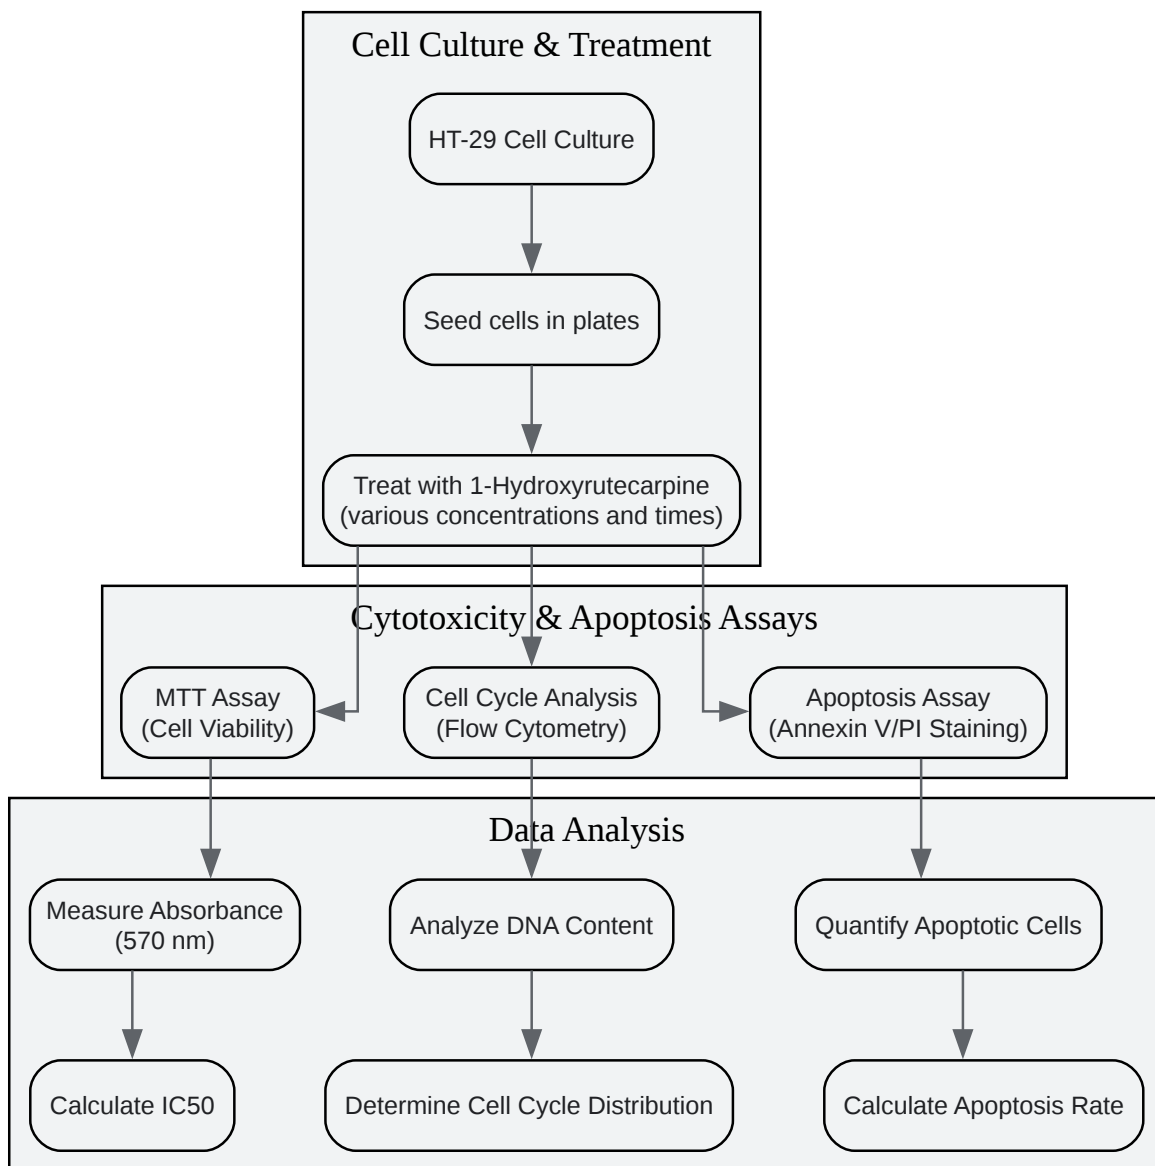 Cell Culture & Treatment
HT-29 Cell Culture
Seed cells in plates
Treat with 1-Hydroxyrutecarpine
(various concentrations and times)
Cytotoxicity & Apoptosis Assays
MTT Assay
(Cell Viability)
Cell Cycle Analysis
(Flow Cytometry)
Apoptosis Assay
(Annexin V/PI Staining)
Data Analysis
Measure Absorbance
(570 nm)
Analyze DNA Content
Quantify Apoptotic Cells
Calculate IC50
Determine Cell Cycle Distribution
Calculate Apoptosis Rate